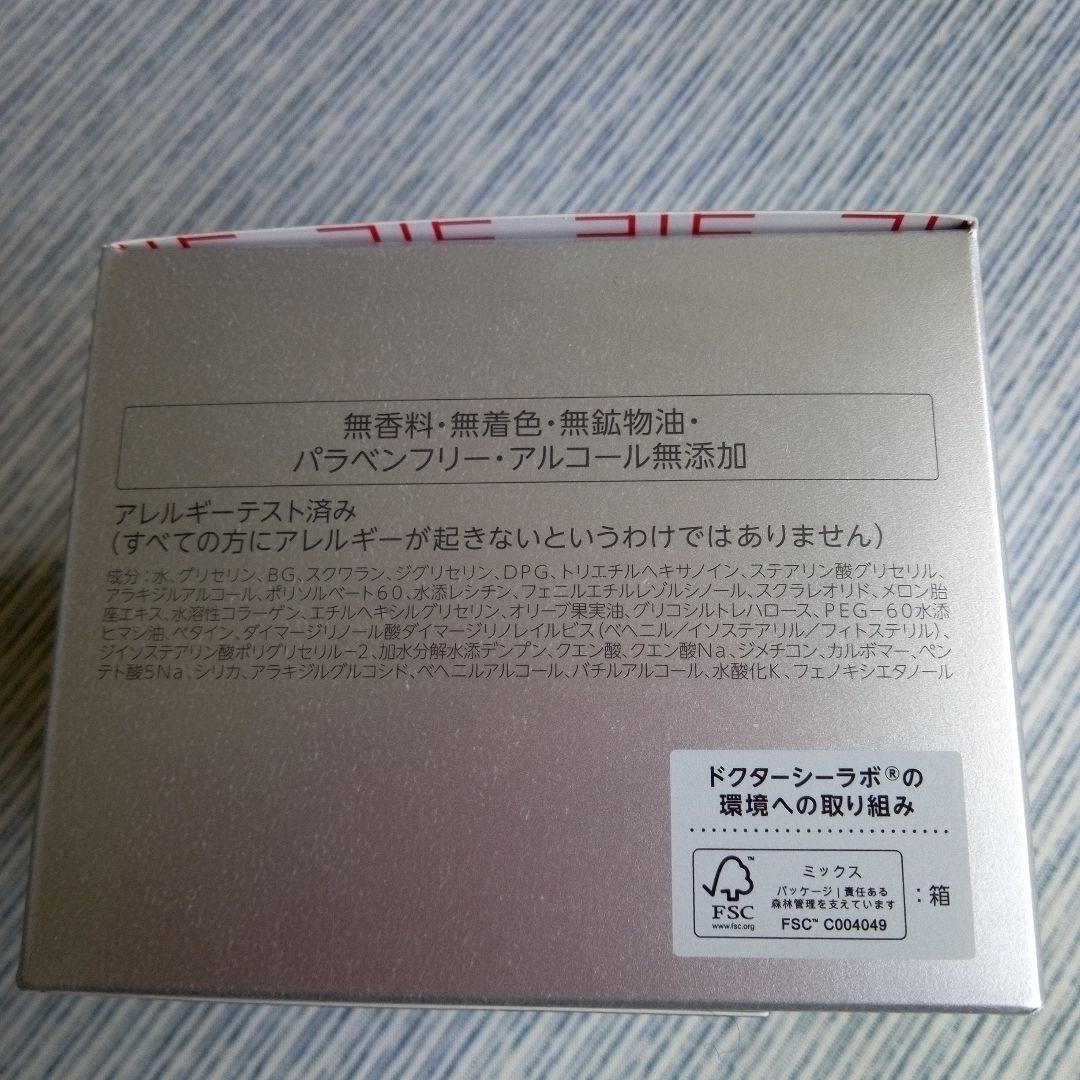 無香料・無着色・無鉱物油・
パラベンフリー・アルコール無添加
アレルギーテスト済み
(すべての方にアレルギーが起きないというわけではありません)
成分：水、グリセリン、BG、スクワラン、ジグリセリン、DPG、トリエチルヘキサノイン、ステアリン酸グリセリル、
アラキジルアルコール、ポリソルベート60、水添レシチン、フェニルエチルレゾルシノール、スクラレオリド、メロン胎
座エキス、水溶性コラーゲン、エチルヘキシルグリセリン、オリーブ果実油、グリコシルトレハロース、PEG-60水添
ヒマシ油、ベタイン、ダイマージリノール酸ダイマージリノレイルビス(ベヘニル/イソステアリル/フィトステリル)、
ジイソステアリン酸ポリグリセリル-2、加水分解水添デンプン、クエン酸、クエン酸Na、ジメチコン、カルボマー、ペン
テト酸5Na、シリカ、アラキジルグルコシド、ベヘニルアルコール、バチルアルコール、水酸化K、フェノキシエタノール
ドクターシーラボ®の
環境への取り組み
ミックス
パッケージ|責任ある
森林管理を支えています
FSC™ C004049
FSC
www.fsc.org
：箱